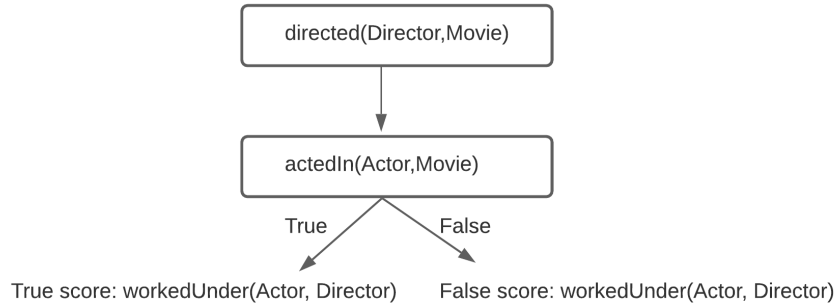 directed(Director,Movie)
actedIn(Actor,Movie)
True
False
True score: workedUnder(Actor, Director)
False score: workedUnder(Actor, Director)